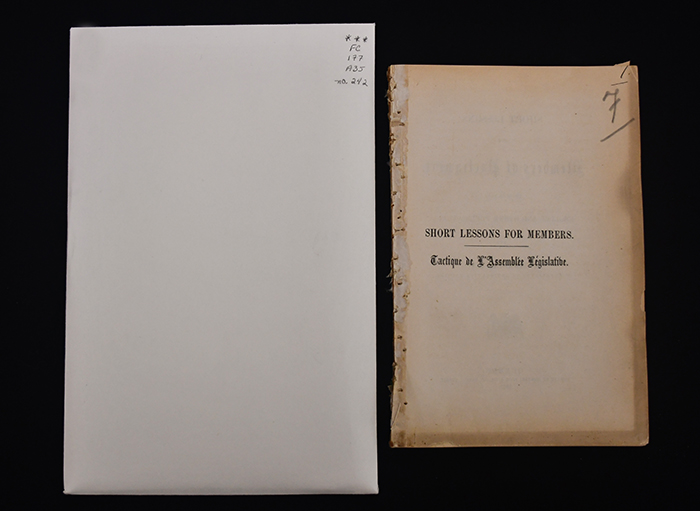 ***
FC
177
A35
no. 242
7
SHORT LESSONS FOR MEMBERS.
Tactique de L'Assemblée Législative.